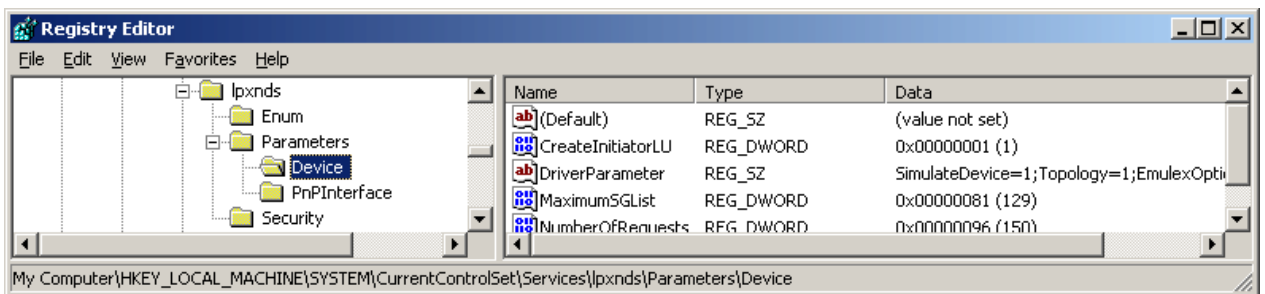 Registry Editor
File Edit View Favorites Help
lpxnds
Enum
Parameters
Device
PnPInterface
Security
Name Type Data
(Default) REG_SZ (value not set)
CreateInitiatorLU REG_DWORD 0x00000001 (1)
DriverParameter REG_SZ SimulateDevice=1;Topology=1;EmulexOpti
MaximumSGList REG_DWORD 0x00000081 (129)
NumberOfRequests REG_DWORD 0x00000096 (150)
My Computer\HKEY_LOCAL_MACHINE\SYSTEM\CurrentControlSet\Services\lpxnds\Parameters\Device